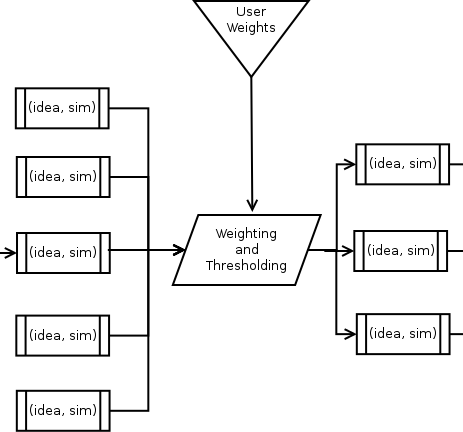 User
Weights
(idea, sim)
(idea, sim)
(idea, sim)
(idea, sim)
(idea, sim)
Weighting
and
Thresholding
(idea, sim)
(idea, sim)
(idea, sim)